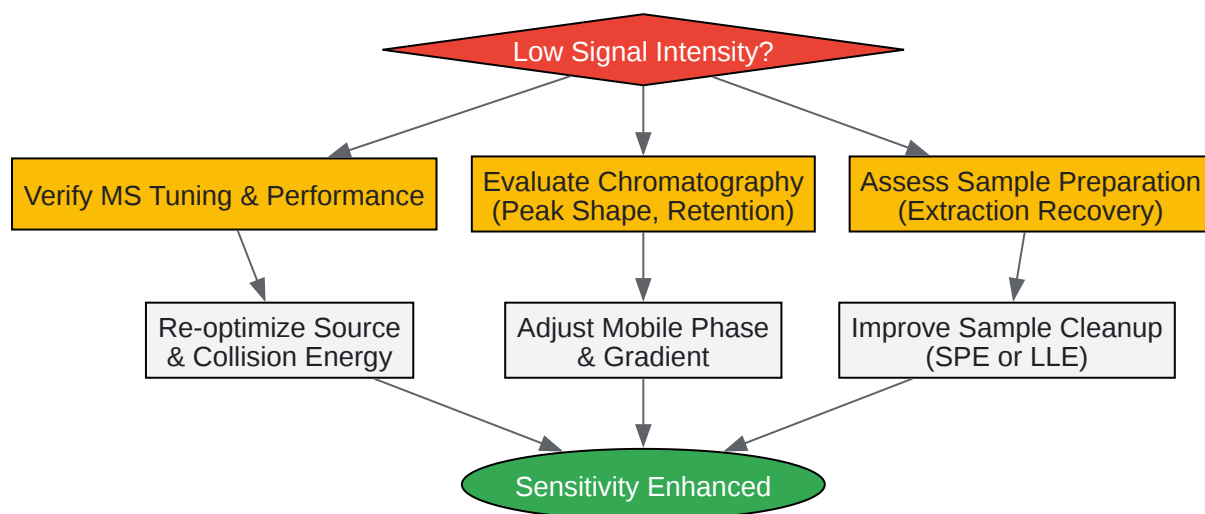 Low Signal Intensity?
Verify MS Tuning & Performance
Evaluate Chromatography
(Peak Shape, Retention)
Assess Sample Preparation
(Extraction Recovery)
Re-optimize Source
& Collision Energy
Adjust Mobile Phase
& Gradient
Improve Sample Cleanup
(SPE or LLE)
Sensitivity Enhanced